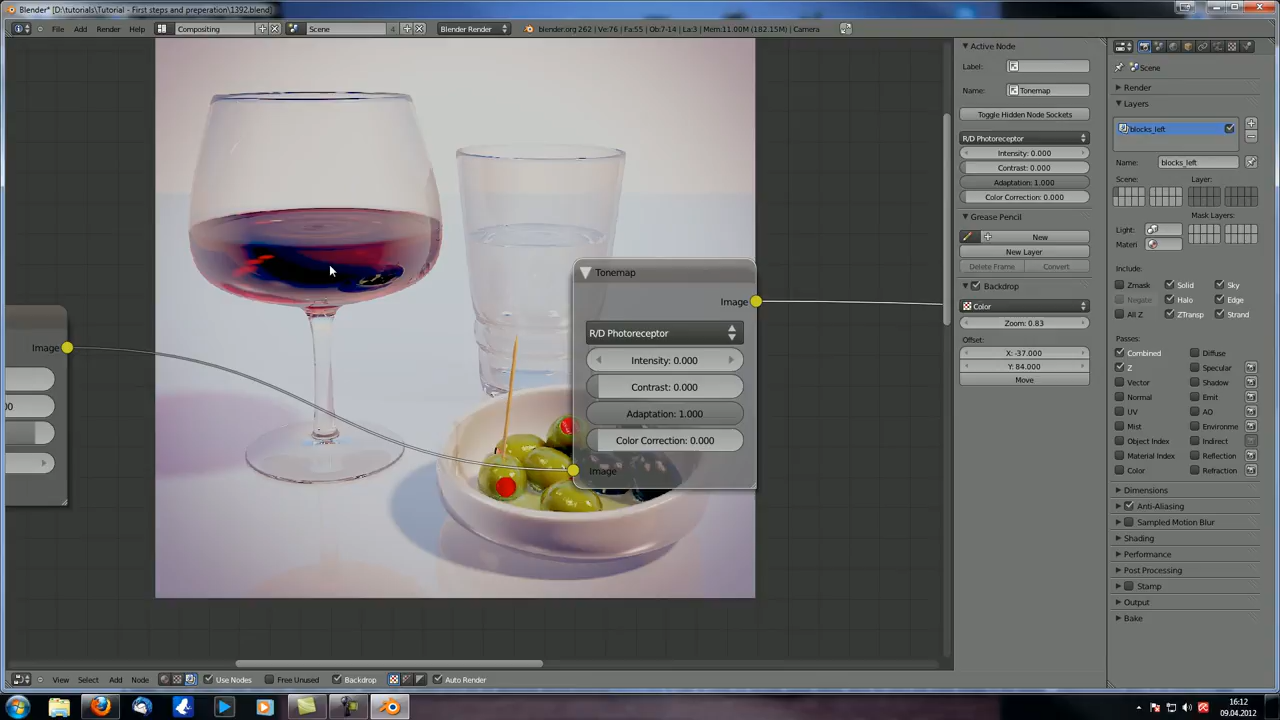 Blender* [D:\tutorials\Tutorial - First steps and preperation\1392.blend]
File Add Render Help Compositing Scene 4 Blender Render blender.org 262 | Ve:76 | Fa:55 | Ob:7-14 | La:3 | Mem:11.00M (182.15M) | Camera
Active Node
Label:
Name: Tonemap
Toggle Hidden Node Sockets
R/D Photoreceptor
Intensity: 0.000
Contrast: 0.000
Adaptation: 1.000
Color Correction: 0.000
Grease Pencil
New
New Layer
Delete Frame Convert
Backdrop
Color
Zoom: 0.83
Offset:
X: -37.000
Y: 84.000
Move
Scene
Render
Layers
blocks_left
Name: blocks_left
Scene: Layer:
Mask Layers:
Light:
Materi
Include:
Zmask Solid Sky
Negate Halo Edge
All Z ZTransp Strand
Passes:
Combined Diffuse
Z Specular
Vector Shadow
Normal Emit
UV AO
Mist Environment
Object Index Indirect
Material Index Reflection
Color Refraction
Dimensions
Anti-Aliasing
Sampled Motion Blur
Shading
Performance
Post Processing
Stamp
Output
Bake
Image
00
Tonemap
Image
R/D Photoreceptor
Intensity: 0.000
Contrast: 0.000
Adaptation: 1.000
Color Correction: 0.000
Image
View Select Add Node Use Nodes Free Unused Backdrop Auto Render
16:12
09.04.2012